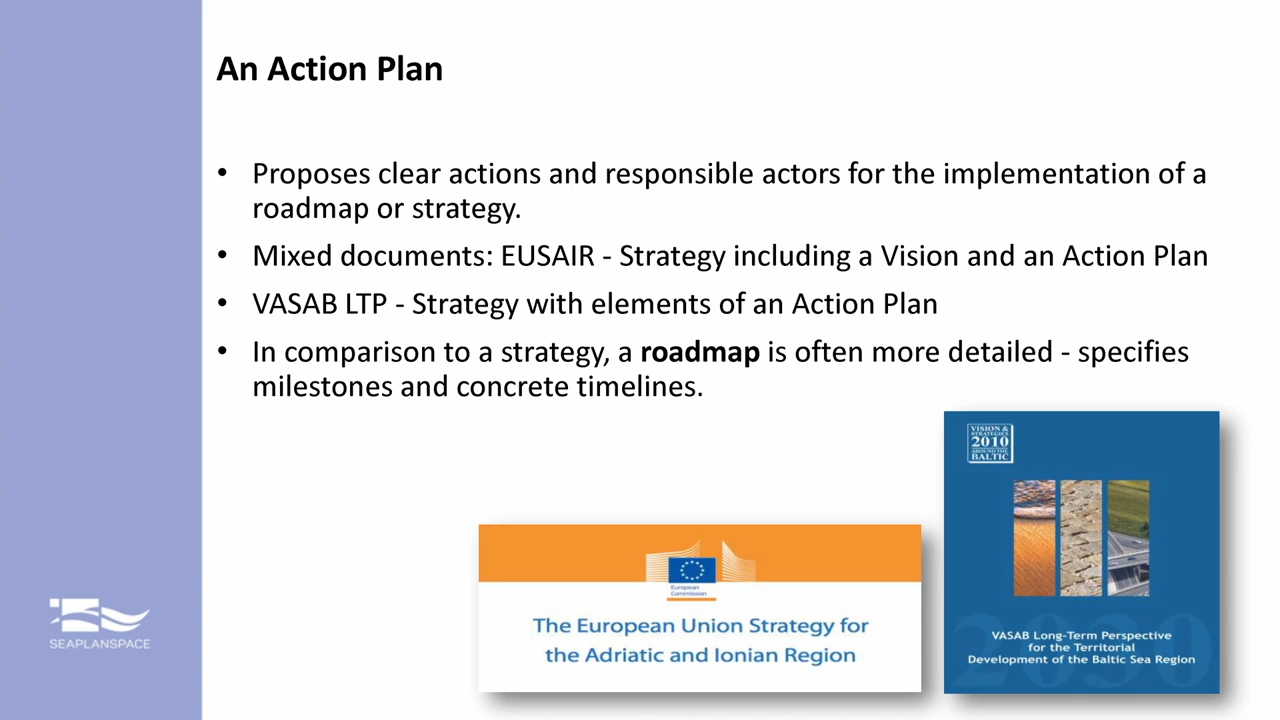 An Action Plan
• Proposes clear actions and responsible actors for the implementation of a
roadmap or strategy.
• Mixed documents: EUSAIR - Strategy including a Vision and an Action Plan
• VASAB LTP - Strategy with elements of an Action Plan
• In comparison to a strategy, a roadmap is often more detailed - specifies
milestones and concrete timelines.
European
Commission
The European Union Strategy for
the Adriatic and Ionian Region
VISION &
STRATEGIES
2010
AROUND THE
BALTIC
2030
VASAB Long-Term Perspective
for the Territorial
Development of the Baltic Sea Region
SEAPLANSPACE